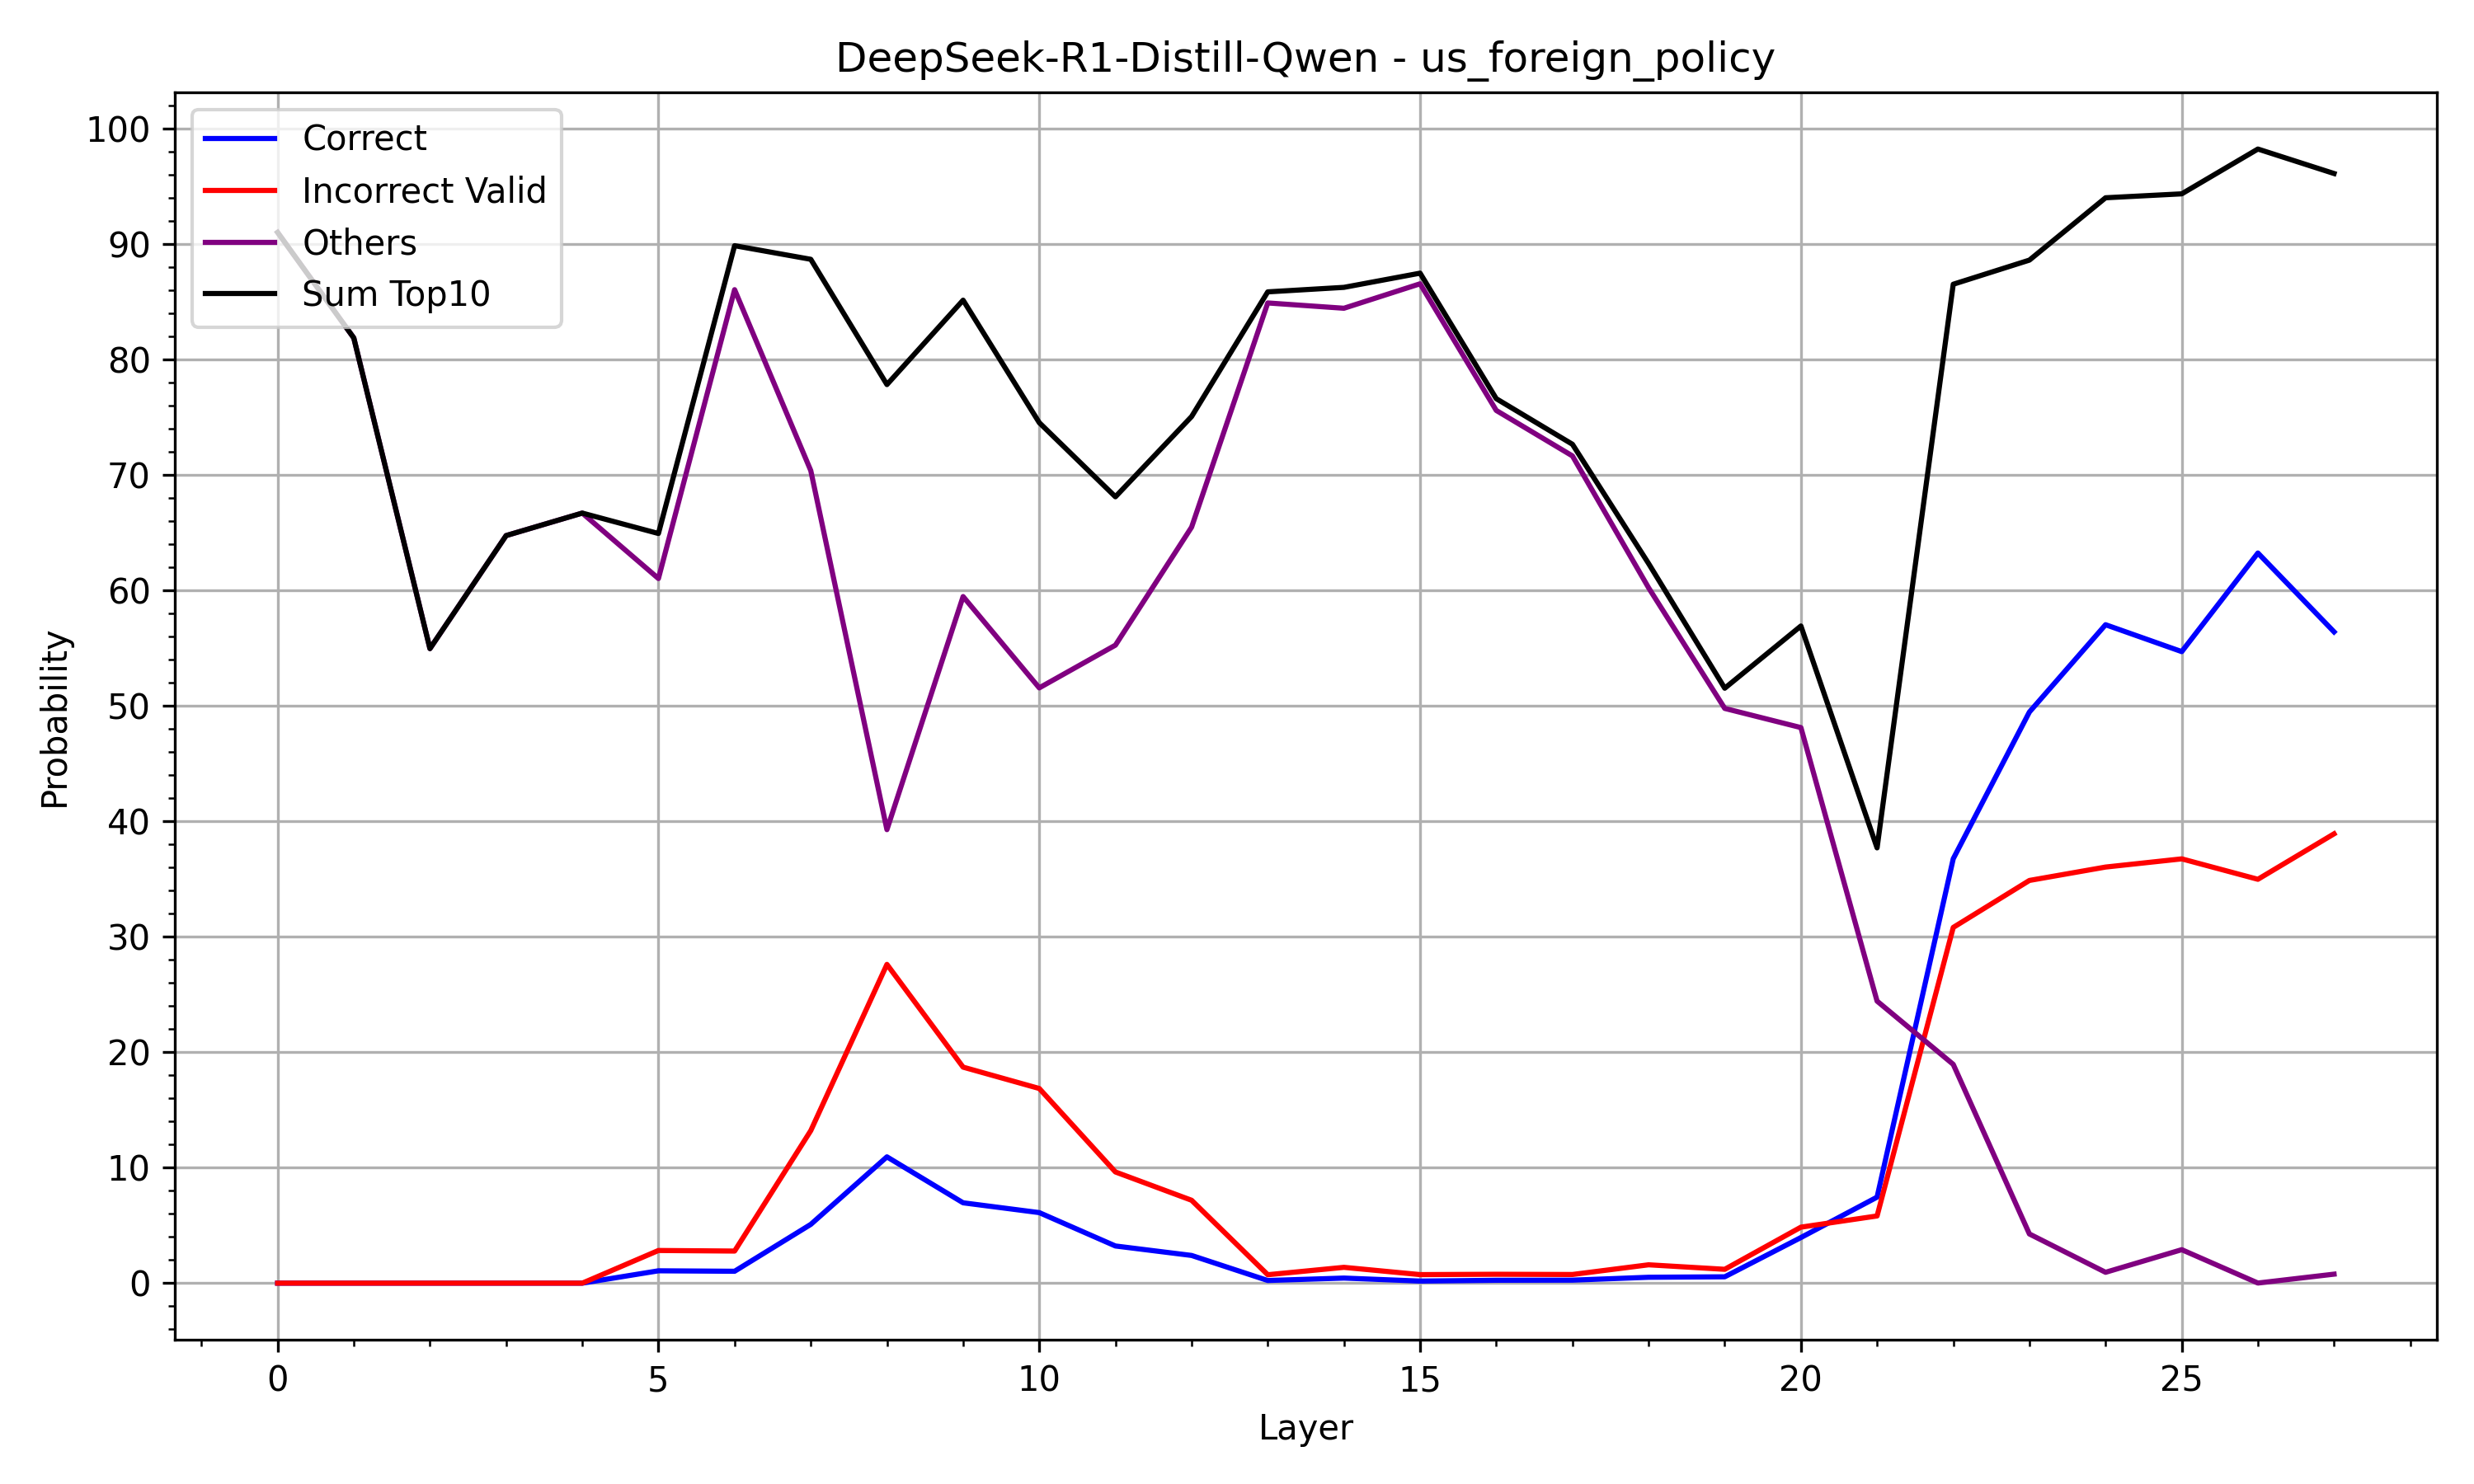 DeepSeek-R1-Distill-Qwen - us_foreign_policy
Correct
Incorrect Valid
Others
Sum Top10
Probability
100
90
80
70
60
50
40
30
20
10
0
0 5 10 15 20 25
Layer